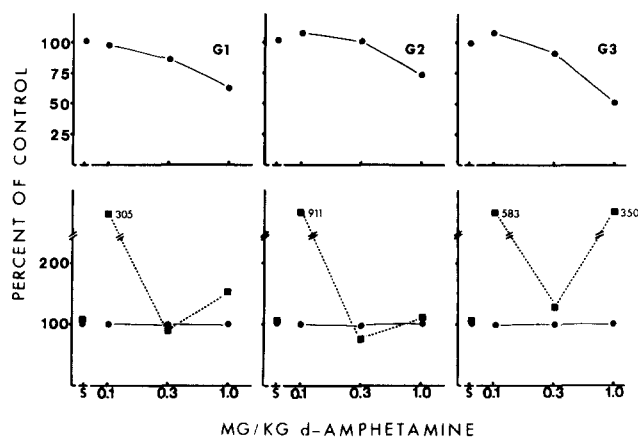 PERCENT OF CONTROL
100
75
50
25
G1
G2
G3
200
100
305
911
583
350
S 0.1 0.3 1.0
S 0.1 0.3 1.0
S 0.1 0.3 1.0
MG/KG d-AMPHETAMINE